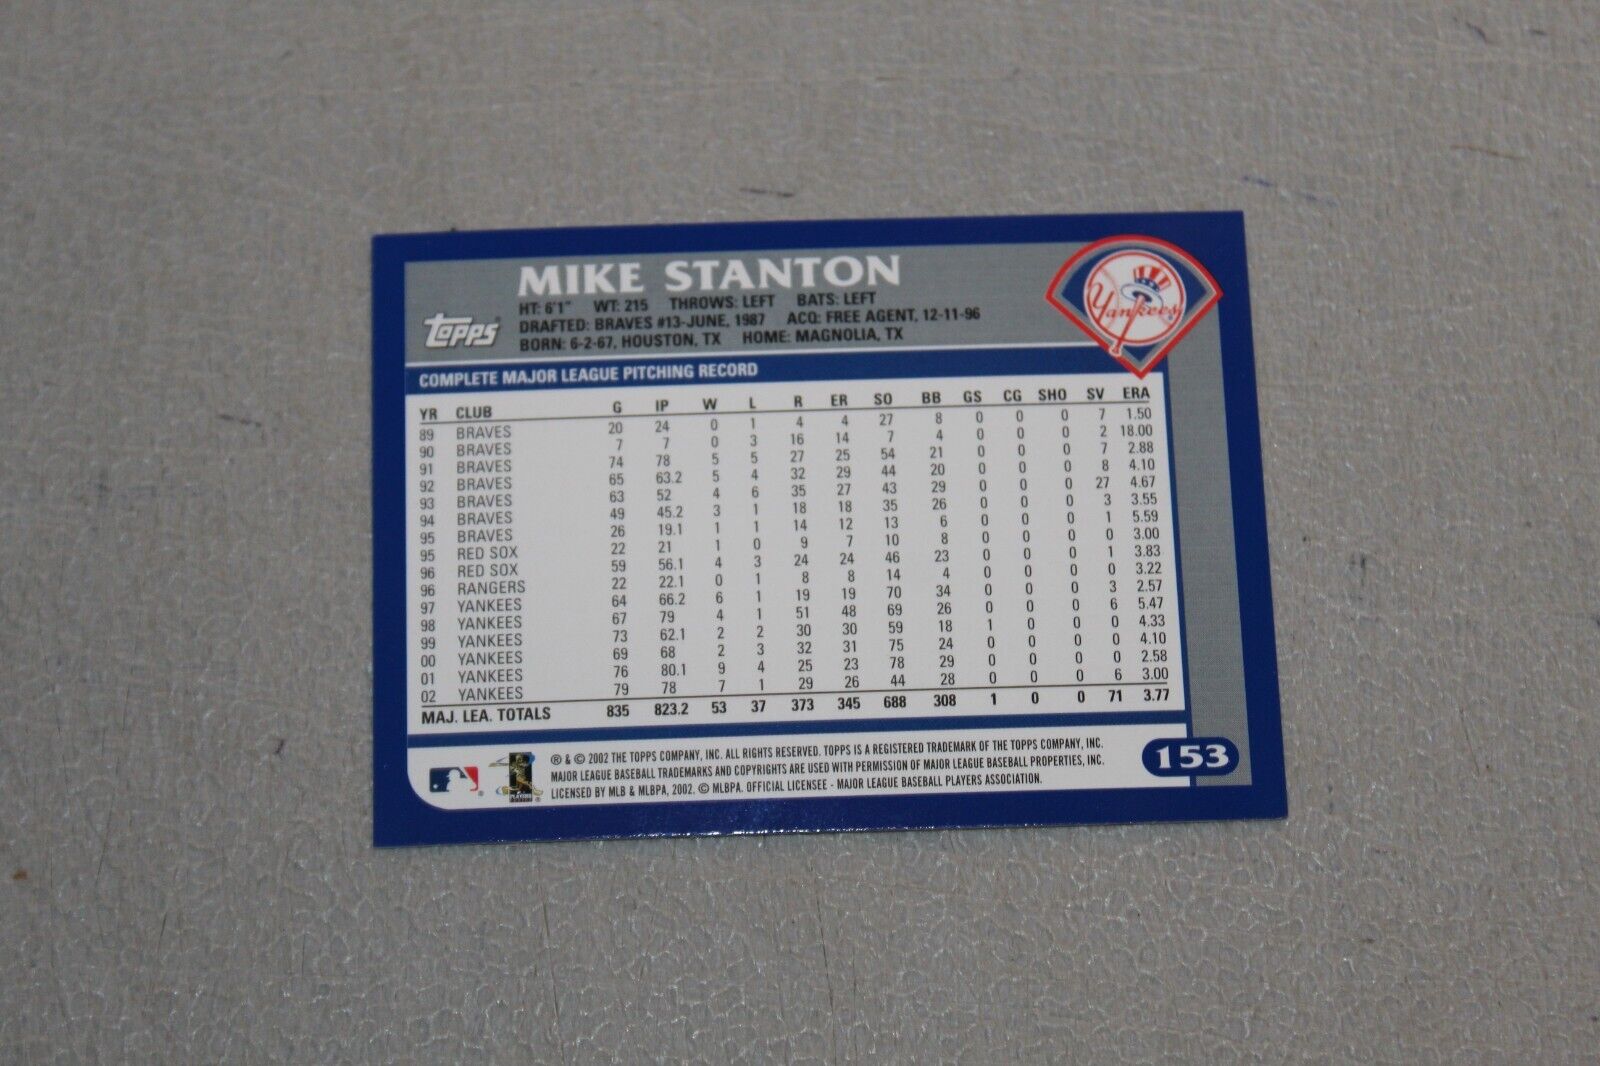 MIKE STANTON
HT: 6'1" WT: 215 THROWS: LEFT BATS: LEFT
DRAFTED: BRAVES #13-JUNE, 1987 ACQ: FREE AGENT, 12-11-96
BORN: 6-2-67, HOUSTON, TX HOME: MAGNOLIA, TX
TOPPS®
Yankees
COMPLETE MAJOR LEAGUE PITCHING RECORD
YR CLUB G IP W L R ER SO BB GS CG SHO SV ERA
89 BRAVES 20 24 0 1 4 4 27 8 0 0 0 7 1.50
90 BRAVES 7 7 0 3 16 14 7 4 0 0 0 2 18.00
91 BRAVES 74 78 5 5 27 25 54 21 0 0 0 7 2.88
92 BRAVES 65 63.2 5 4 32 29 44 20 0 0 0 8 4.10
93 BRAVES 63 52 4 6 35 27 43 29 0 0 0 27 4.67
94 BRAVES 49 45.2 3 1 18 18 35 26 0 0 0 3 3.55
95 BRAVES 26 19.1 1 1 14 12 13 6 0 0 0 1 5.59
95 RED SOX 22 21 1 0 9 7 10 8 0 0 0 0 3.00
96 RED SOX 59 56.1 4 3 24 24 46 23 0 0 0 1 3.83
96 RANGERS 22 22.1 0 1 8 8 14 4 0 0 0 0 3.22
97 YANKEES 64 66.2 6 1 19 19 70 34 0 0 0 3 2.57
98 YANKEES 67 79 4 1 51 48 69 26 0 0 0 6 5.47
99 YANKEES 73 62.1 2 2 30 30 59 18 1 0 0 0 4.33
00 YANKEES 69 68 2 3 32 31 75 24 0 0 0 0 4.10
01 YANKEES 76 80.1 9 4 25 23 78 29 0 0 0 0 2.58
02 YANKEES 79 78 7 1 29 26 44 28 0 0 0 6 3.00
MAJ. LEA. TOTALS 835 823.2 53 37 373 345 688 308 1 0 0 71 3.77
® & © 2002 THE TOPPS COMPANY, INC. ALL RIGHTS RESERVED. TOPPS IS A REGISTERED TRADEMARK OF THE TOPPS COMPANY, INC.
MAJOR LEAGUE BASEBALL TRADEMARKS AND COPYRIGHTS ARE USED WITH PERMISSION OF MAJOR LEAGUE BASEBALL PROPERTIES, INC.
LICENSED BY MLB & MLBPA, 2002. © MLBPA. OFFICIAL LICENSEE - MAJOR LEAGUE BASEBALL PLAYERS ASSOCIATION.
153